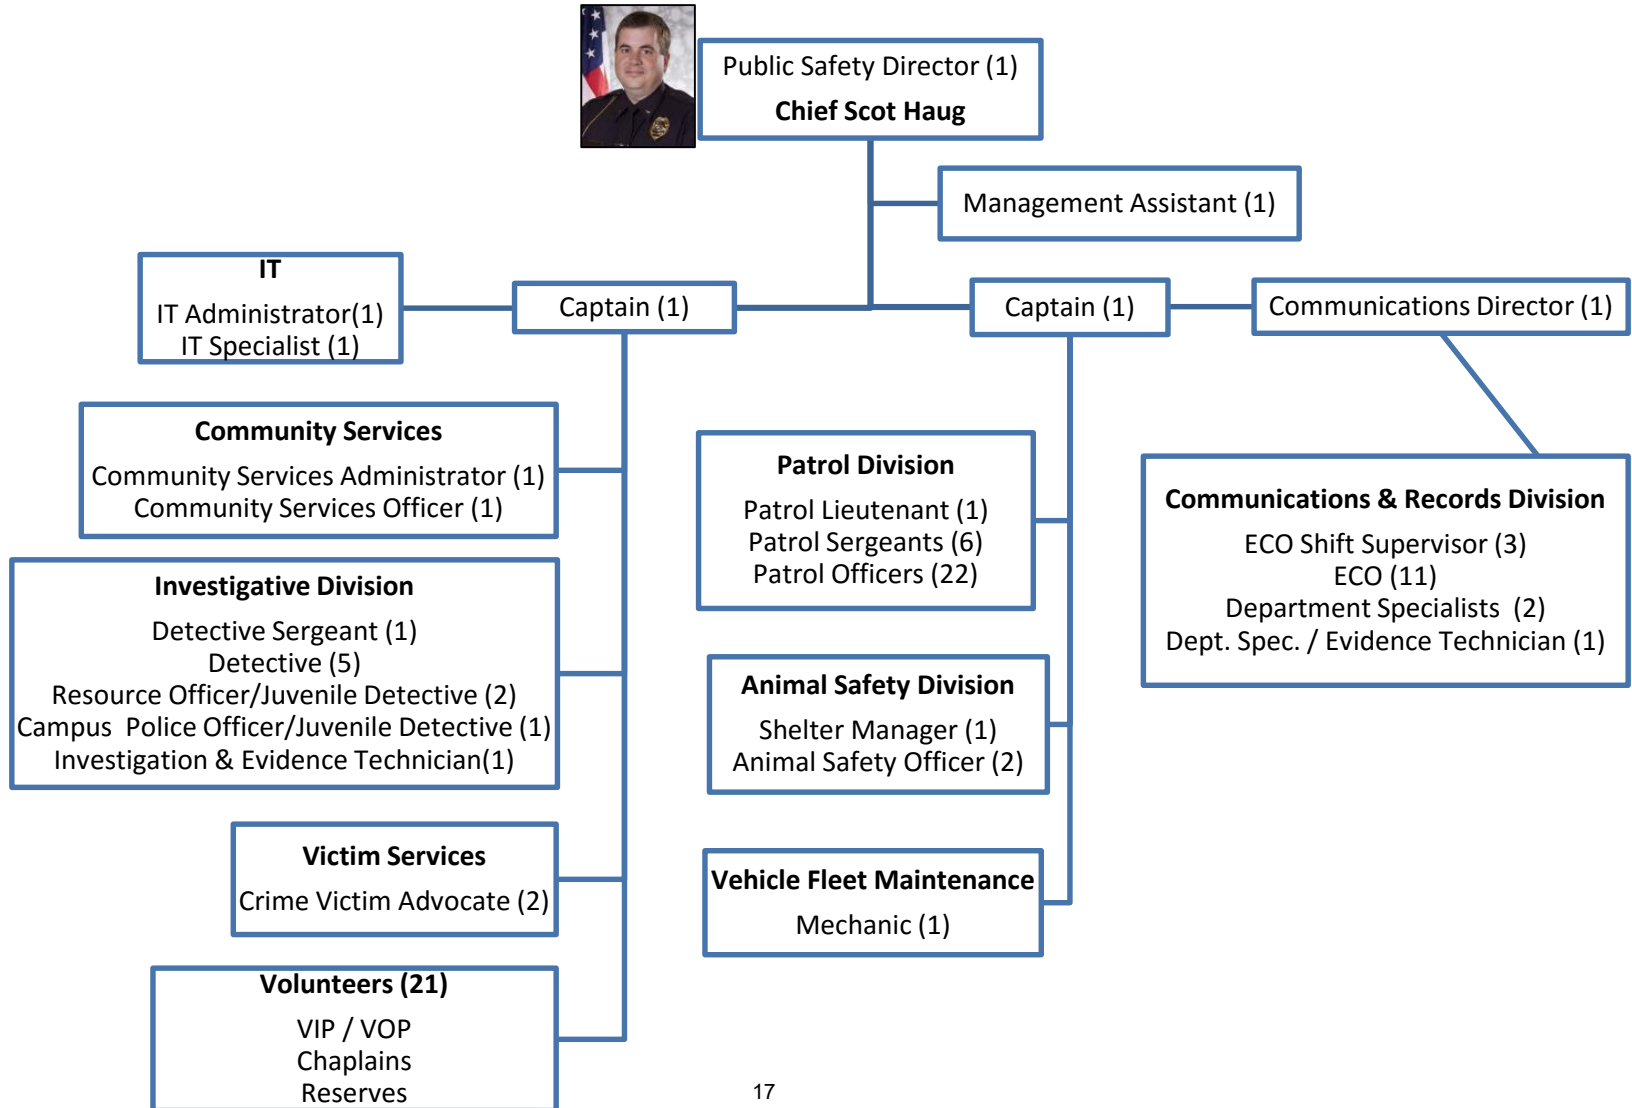 Public Safety Director (1)
Chief Scot Haug
Management Assistant (1)
IT
IT Administrator(1)
IT Specialist (1)
Captain (1)
Captain (1)
Communications Director (1)
Community Services
Community Services Administrator (1)
Community Services Officer (1)
Patrol Division
Patrol Lieutenant (1)
Patrol Sergeants (6)
Patrol Officers (22)
Communications & Records Division
ECO Shift Supervisor (3)
ECO (11)
Department Specialists  (2)
Dept. Spec. / Evidence Technician (1)
Investigative Division
Detective Sergeant (1)
Detective (5)
Resource Officer/Juvenile Detective (2)
Campus  Police Officer/Juvenile Detective (1)
Investigation & Evidence Technician(1)
Animal Safety Division
Shelter Manager (1)
Animal Safety Officer (2)
Victim Services
Crime Victim Advocate (2)
Vehicle Fleet Maintenance
Mechanic (1)
Volunteers (21)
VIP / VOP
Chaplains
Reserves
17